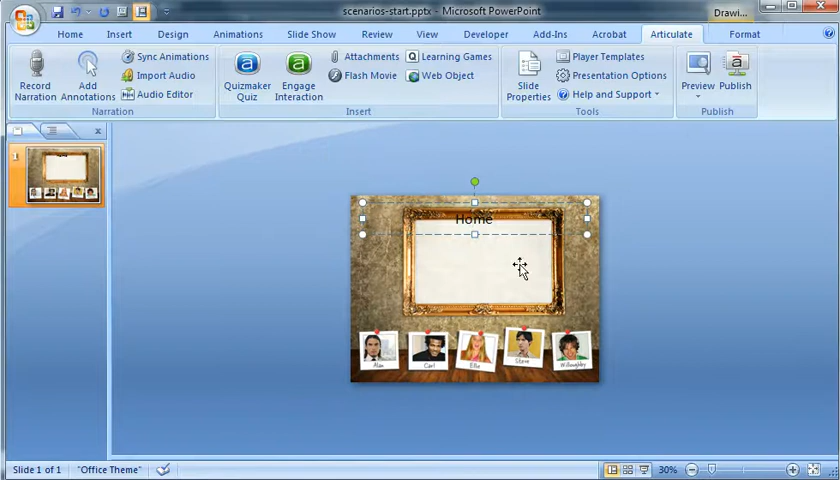 scenarios-start.pptx - Microsoft PowerPoint
Drawi...
Home Insert Design Animations Slide Show Review View Developer Add-Ins Acrobat Articulate Format
Record Narration
Add Annotations
Sync Animations
Import Audio
Audio Editor
Narration
Quizmaker Quiz
Engage Interaction
Attachments
Flash Movie
Learning Games
Web Object
Insert
Slide Properties
Player Templates
Presentation Options
Help and Support
Tools
Preview
Publish
Publish
1
Home
Alan
Carl
Elle
Steve
Willoughby
Slide 1 of 1
"Office Theme"
30%